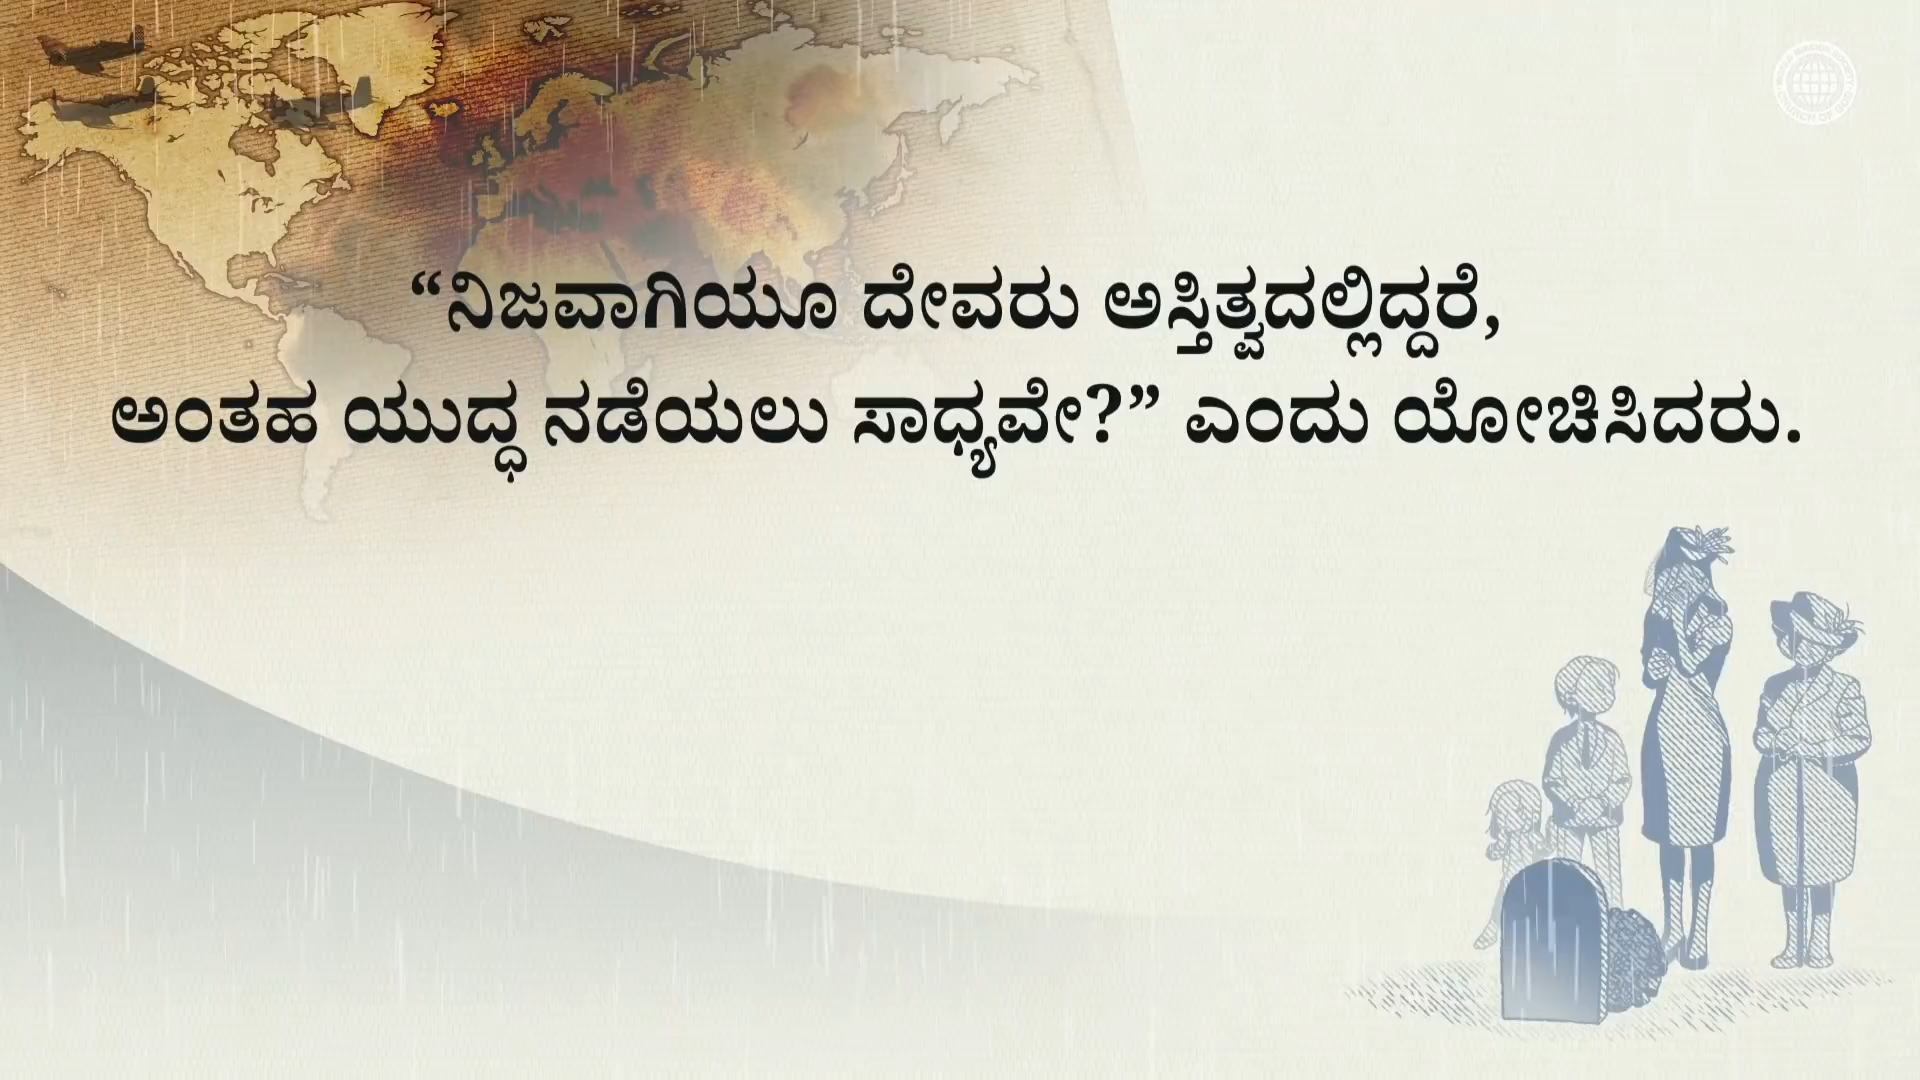 “ನಿಜವಾಗಿಯೂ ದೇವರು ಅಸ್ತಿತ್ವದಲ್ಲಿದ್ದರೆ,
ಅಂತಹ ಯುದ್ಧ ನಡೆಯಲು ಸಾಧ್ಯವೇ?” ಎಂದು ಯೋಚಿಸಿದರು.